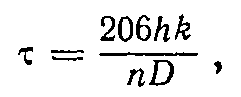 τ = 206hk / nD ,